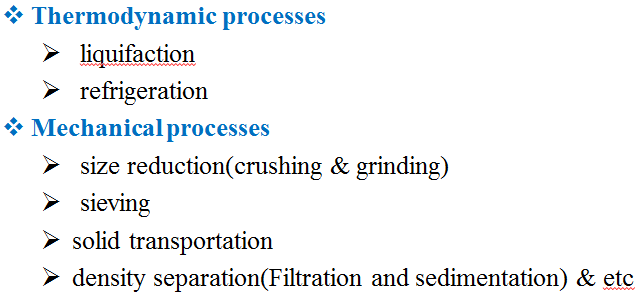 ❖ Thermodynamic processes
➢ liquifaction
➢ refrigeration
❖ Mechanical processes
➢ size reduction(crushing & grinding)
➢ sieving
➢ solid transportation
➢ density separation(Filtration and sedimentation) & etc